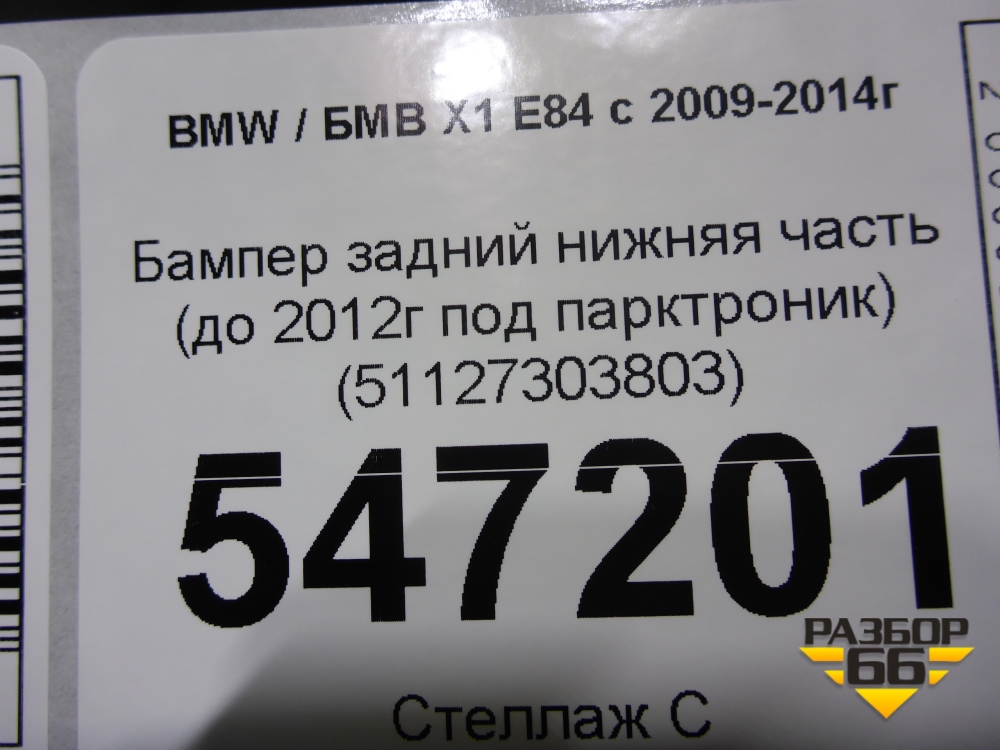 BMW / БМВ X1 E84 с 2009-2014г
Бампер задний нижняя часть
(до 2012г под парктроник)
(51127303803)
547201
Стеллаж С
РАЗБОР
66